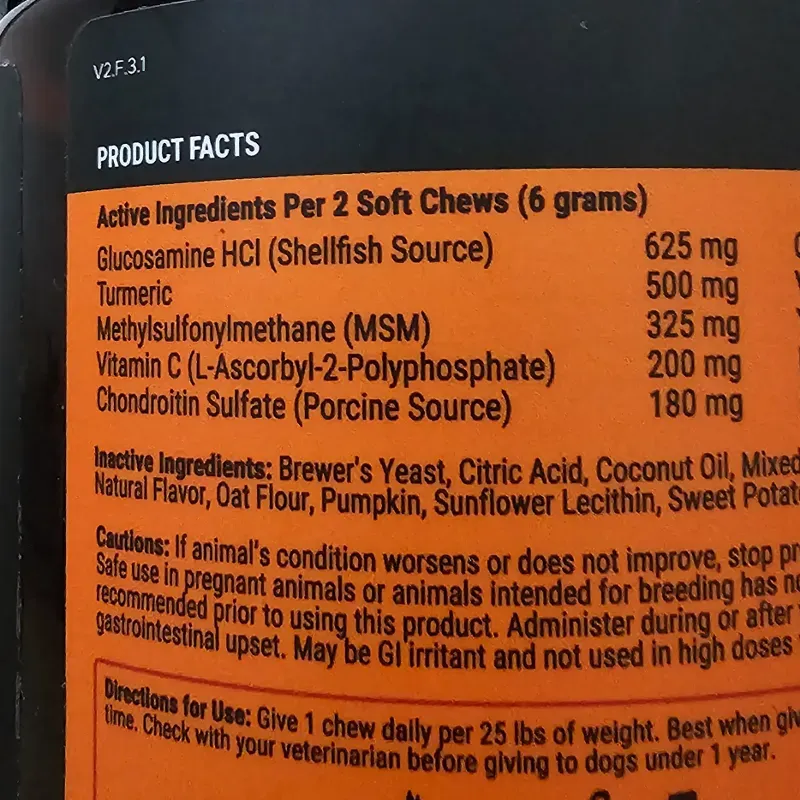 V2.F.3.1
PRODUCT FACTS
Active Ingredients Per 2 Soft Chews (6 grams)
Glucosamine HCl (Shellfish Source) 625 mg
Turmeric 500 mg
Methylsulfonylmethane (MSM) 325 mg
Vitamin C (L-Ascorbyl-2-Polyphosphate) 200 mg
Chondroitin Sulfate (Porcine Source) 180 mg
Inactive Ingredients: Brewer's Yeast, Citric Acid, Coconut Oil, Mixed
Natural Flavor, Oat Flour, Pumpkin, Sunflower Lecithin, Sweet
Cautions: If animal's condition worsens or does not improve, stop
Safe use in pregnant animals or animals intended for breeding has
recommended prior to using this product. Administer during or after
gastrointestinal upset. May be GI irritant and not used in high doses
Directions for Use: Give 1 chew daily per 25 lbs of weight. Best when
time. Check with your veterinarian before giving to dogs under 1 year.